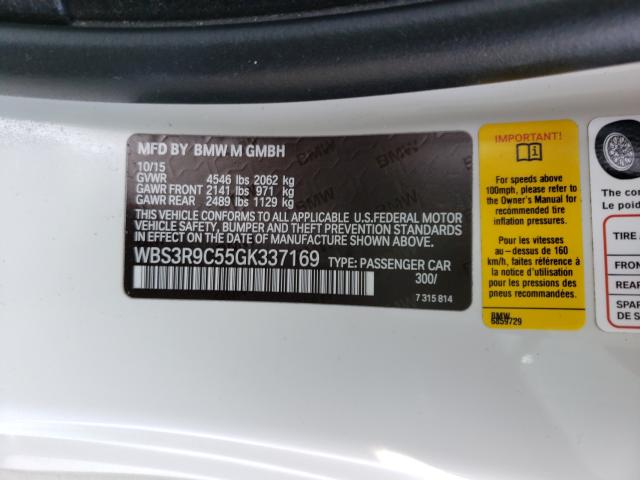 MFD BY BMW M GMBH
10/15
GVWR 4546 lbs 2062 kg
GAWR FRONT 2141 lbs 971 kg
GAWR REAR 2489 lbs 1129 kg
THIS VEHICLE CONFORMS TO ALL APPLICABLE U.S.FEDERAL MOTOR
VEHICLE SAFETY, BUMPER AND THEFT PREVENTION STANDARDS
IN EFFECT ON THE DATE OF MANUFACTURE SHOWN ABOVE.
WBS3R9C55GK337169 TYPE: PASSENGER CAR
300/
7 315 814
For speeds above
100mph, please refer to
the Owner's Manual for
recommended tire
inflation pressures.
Pour les vitesses
au-dessus de 160
km/h, faites référence à
la notice d'utilisation
pour les pressions des
pneus recommendées.
BMW
6859729
The co
Le poid
TIRE
FRON
REAR
SPAR
DE S